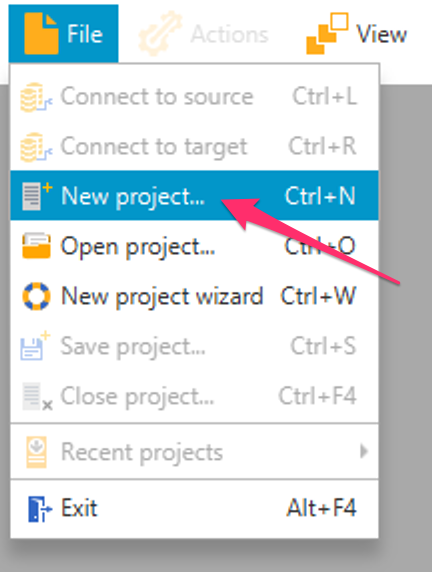 File Actions View
Connect to source Ctrl+L
Connect to target Ctrl+R
New project... Ctrl+N
Open project... Ctrl+O
New project wizard Ctrl+W
Save project... Ctrl+S
Close project... Ctrl+F4
Recent projects
Exit Alt+F4